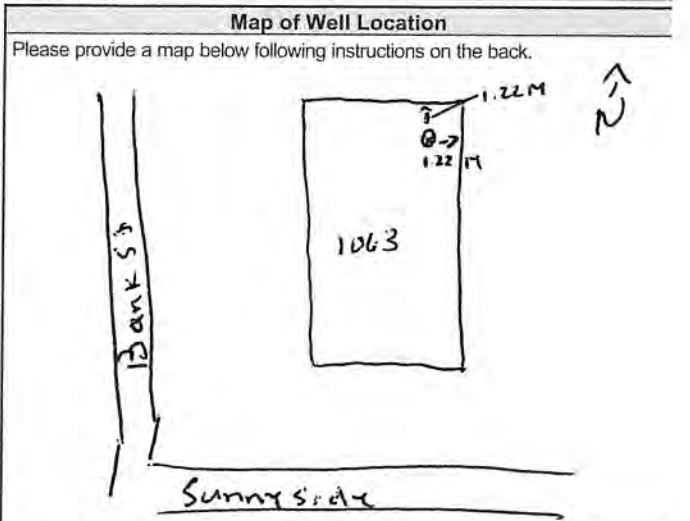 Map of Well Location
Please provide a map below following instructions on the back.
1.22 M
N
1.22 M
1063
Bank St
Sunnyside